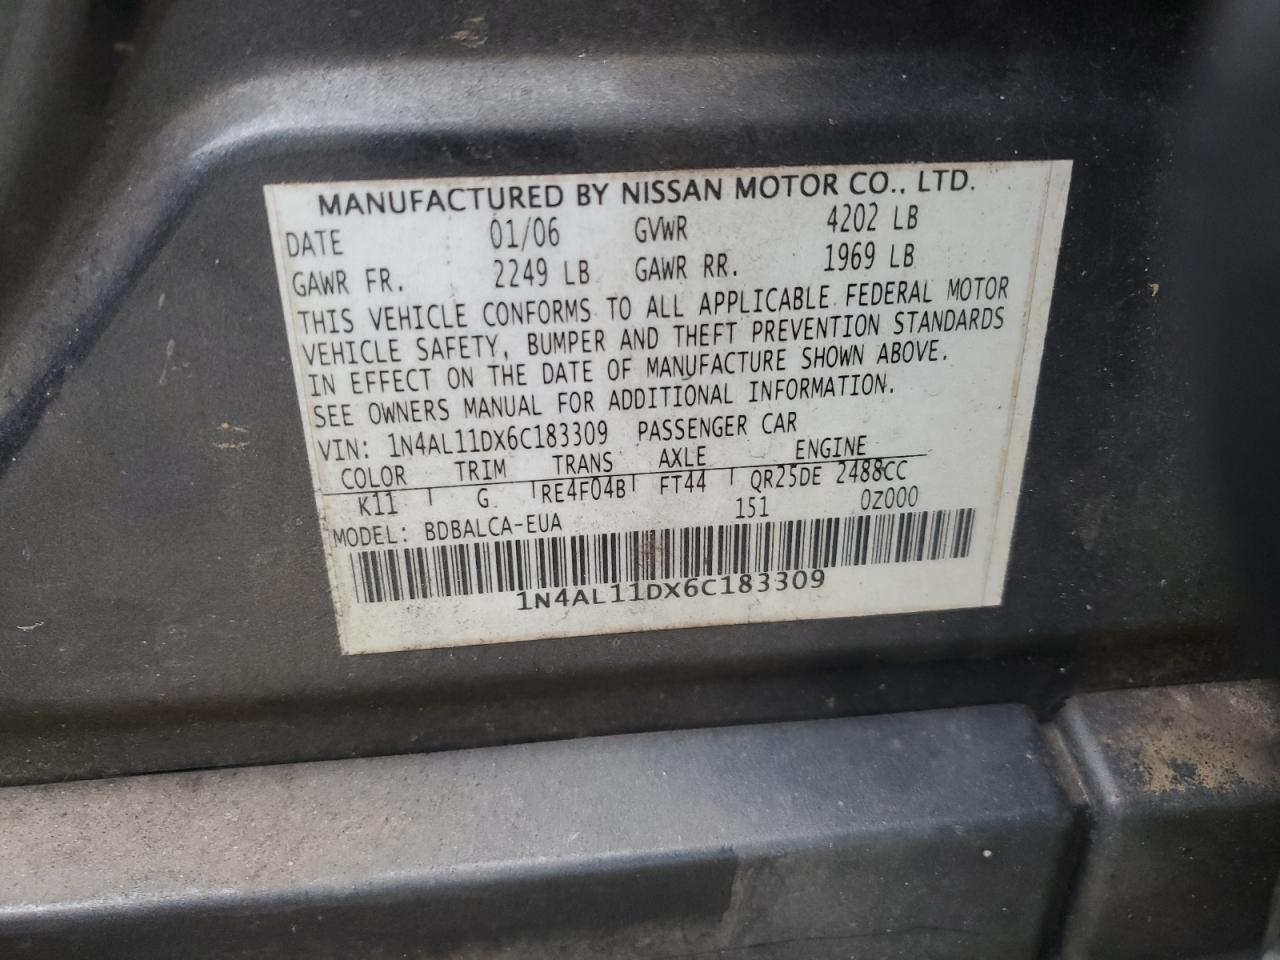 MANUFACTURED BY NISSAN MOTOR CO., LTD.
DATE 01/06 GVWR 4202 LB
GAWR FR. 2249 LB GAWR RR. 1969 LB
THIS VEHICLE CONFORMS TO ALL APPLICABLE FEDERAL MOTOR
VEHICLE SAFETY, BUMPER AND THEFT PREVENTION STANDARDS
IN EFFECT ON THE DATE OF MANUFACTURE SHOWN ABOVE.
SEE OWNERS MANUAL FOR ADDITIONAL INFORMATION.
VIN: 1N4AL11DX6C183309 PASSENGER CAR
COLOR TRIM TRANS AXLE ENGINE
K11 G RE4F04B FT44 QR25DE 2488CC
MODEL: BDBALCA-EUA 151 0Z000
1N4AL11DX6C183309